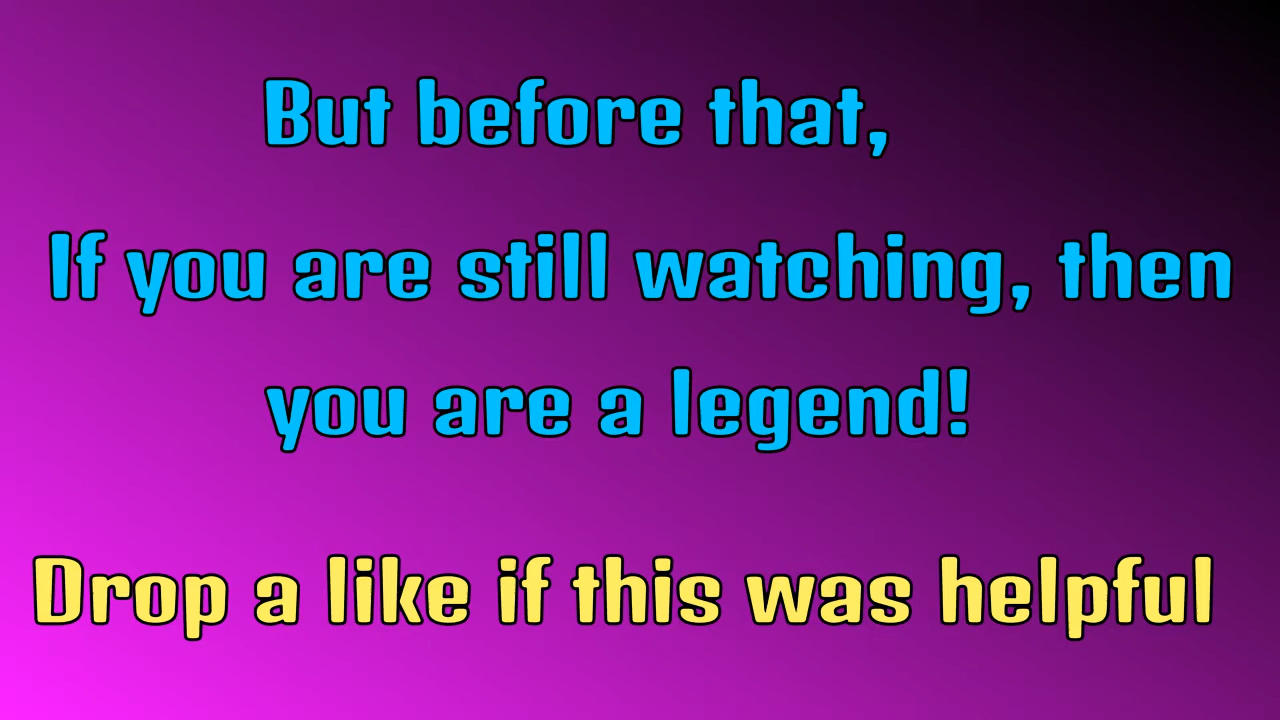 But before that,
If you are still watching, then
you are a legend!
Drop a like if this was helpful